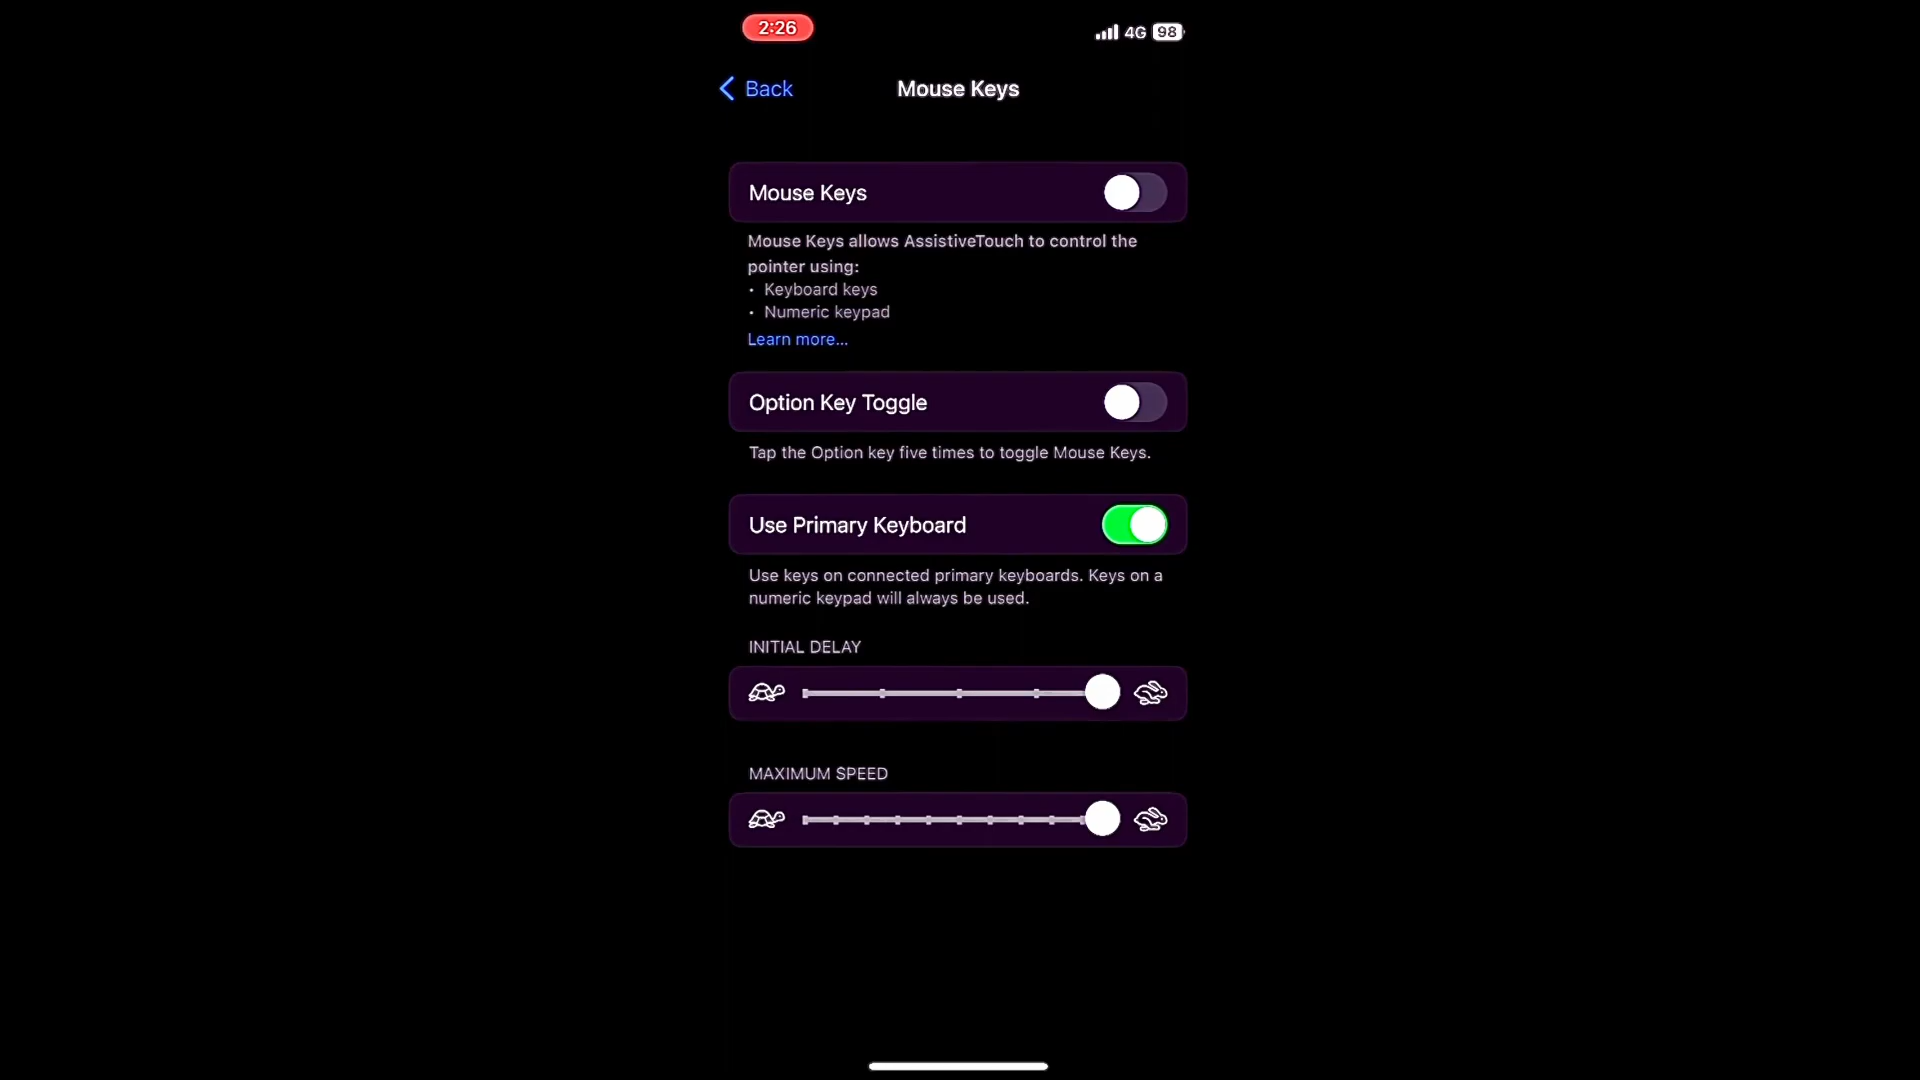 2:26
4G 98
Back
Mouse Keys
Mouse Keys
Mouse Keys allows AssistiveTouch to control the
pointer using:
• Keyboard keys
• Numeric keypad
Learn more...
Option Key Toggle
Tap the Option key five times to toggle Mouse Keys.
Use Primary Keyboard
Use keys on connected primary keyboards. Keys on a
numeric keypad will always be used.
INITIAL DELAY
MAXIMUM SPEED